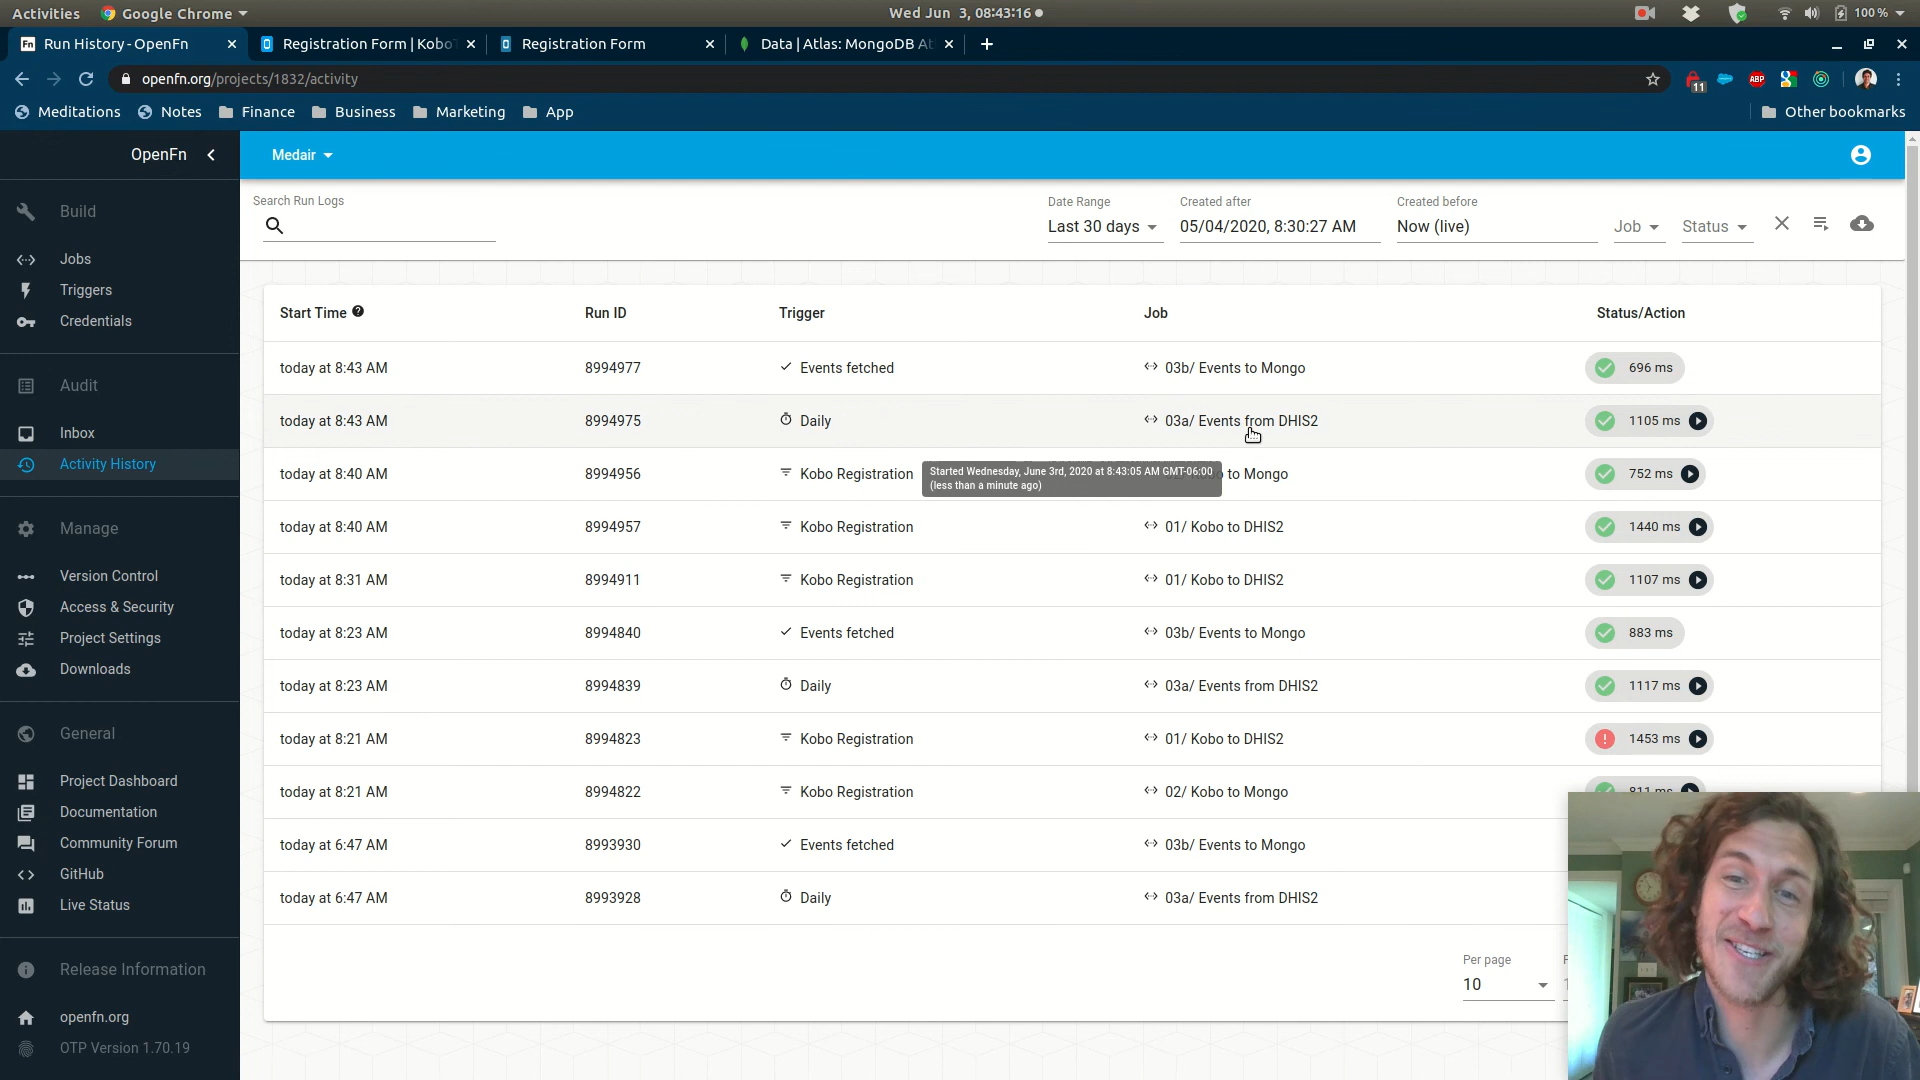 Activities Google Chrome Wed Jun 3, 08:43:16 100 %
Fn Run History - OpenFn Registration Form | Kobo Registration Form Data | Atlas: MongoDB At
openfn.org/projects/1832/activity 11 ABP
Meditations Notes Finance Business Marketing App Other bookmarks
OpenFn Medair
Build
Jobs
Triggers
Credentials
Audit
Inbox
Activity History
Manage
Version Control
Access & Security
Project Settings
Downloads
General
Project Dashboard
Documentation
Community Forum
GitHub
Live Status
Release Information
openfn.org
OTP Version 1.70.19
Search Run Logs Date Range Created after Created before
Last 30 days 05/04/2020, 8:30:27 AM Now (live) Job Status
Start Time Run ID Trigger Job Status/Action
today at 8:43 AM 8994977 Events fetched 03b/ Events to Mongo 696 ms
today at 8:43 AM 8994975 Daily 03a/ Events from DHIS2 1105 ms
Started Wednesday, June 3rd, 2020 at 8:43:05 AM GMT-06:00
(less than a minute ago)
today at 8:40 AM 8994956 Kobo Registration to Mongo 752 ms
today at 8:40 AM 8994957 Kobo Registration 01/ Kobo to DHIS2 1440 ms
today at 8:31 AM 8994911 Kobo Registration 01/ Kobo to DHIS2 1107 ms
today at 8:23 AM 8994840 Events fetched 03b/ Events to Mongo 883 ms
today at 8:23 AM 8994839 Daily 03a/ Events from DHIS2 1117 ms
today at 8:21 AM 8994823 Kobo Registration 01/ Kobo to DHIS2 1453 ms
today at 8:21 AM 8994822 Kobo Registration 02/ Kobo to Mongo
today at 6:47 AM 8993930 Events fetched 03b/ Events to Mongo
today at 6:47 AM 8993928 Daily 03a/ Events from DHIS2
Per page
10